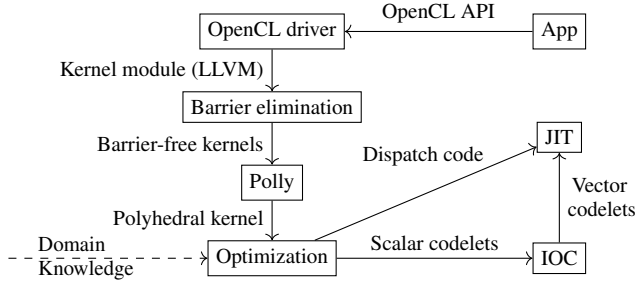 OpenCL API
OpenCL driver
App
Kernel module (LLVM)
Barrier elimination
Barrier-free kernels
Dispatch code
JIT
Polly
Vector
codelets
Polyhedral kernel
Domain
Knowledge
Optimization
Scalar codelets
IOC